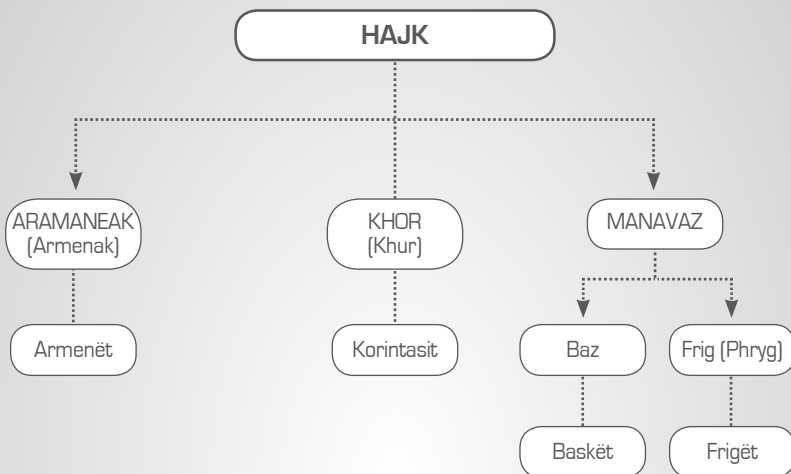 HAJK
ARAMANEAK
(Armenak)
KHOR
(Khur)
MANAVAZ
Armenët
Korintasit
Baz
Frig (Phryg)
Baskët
Frigët